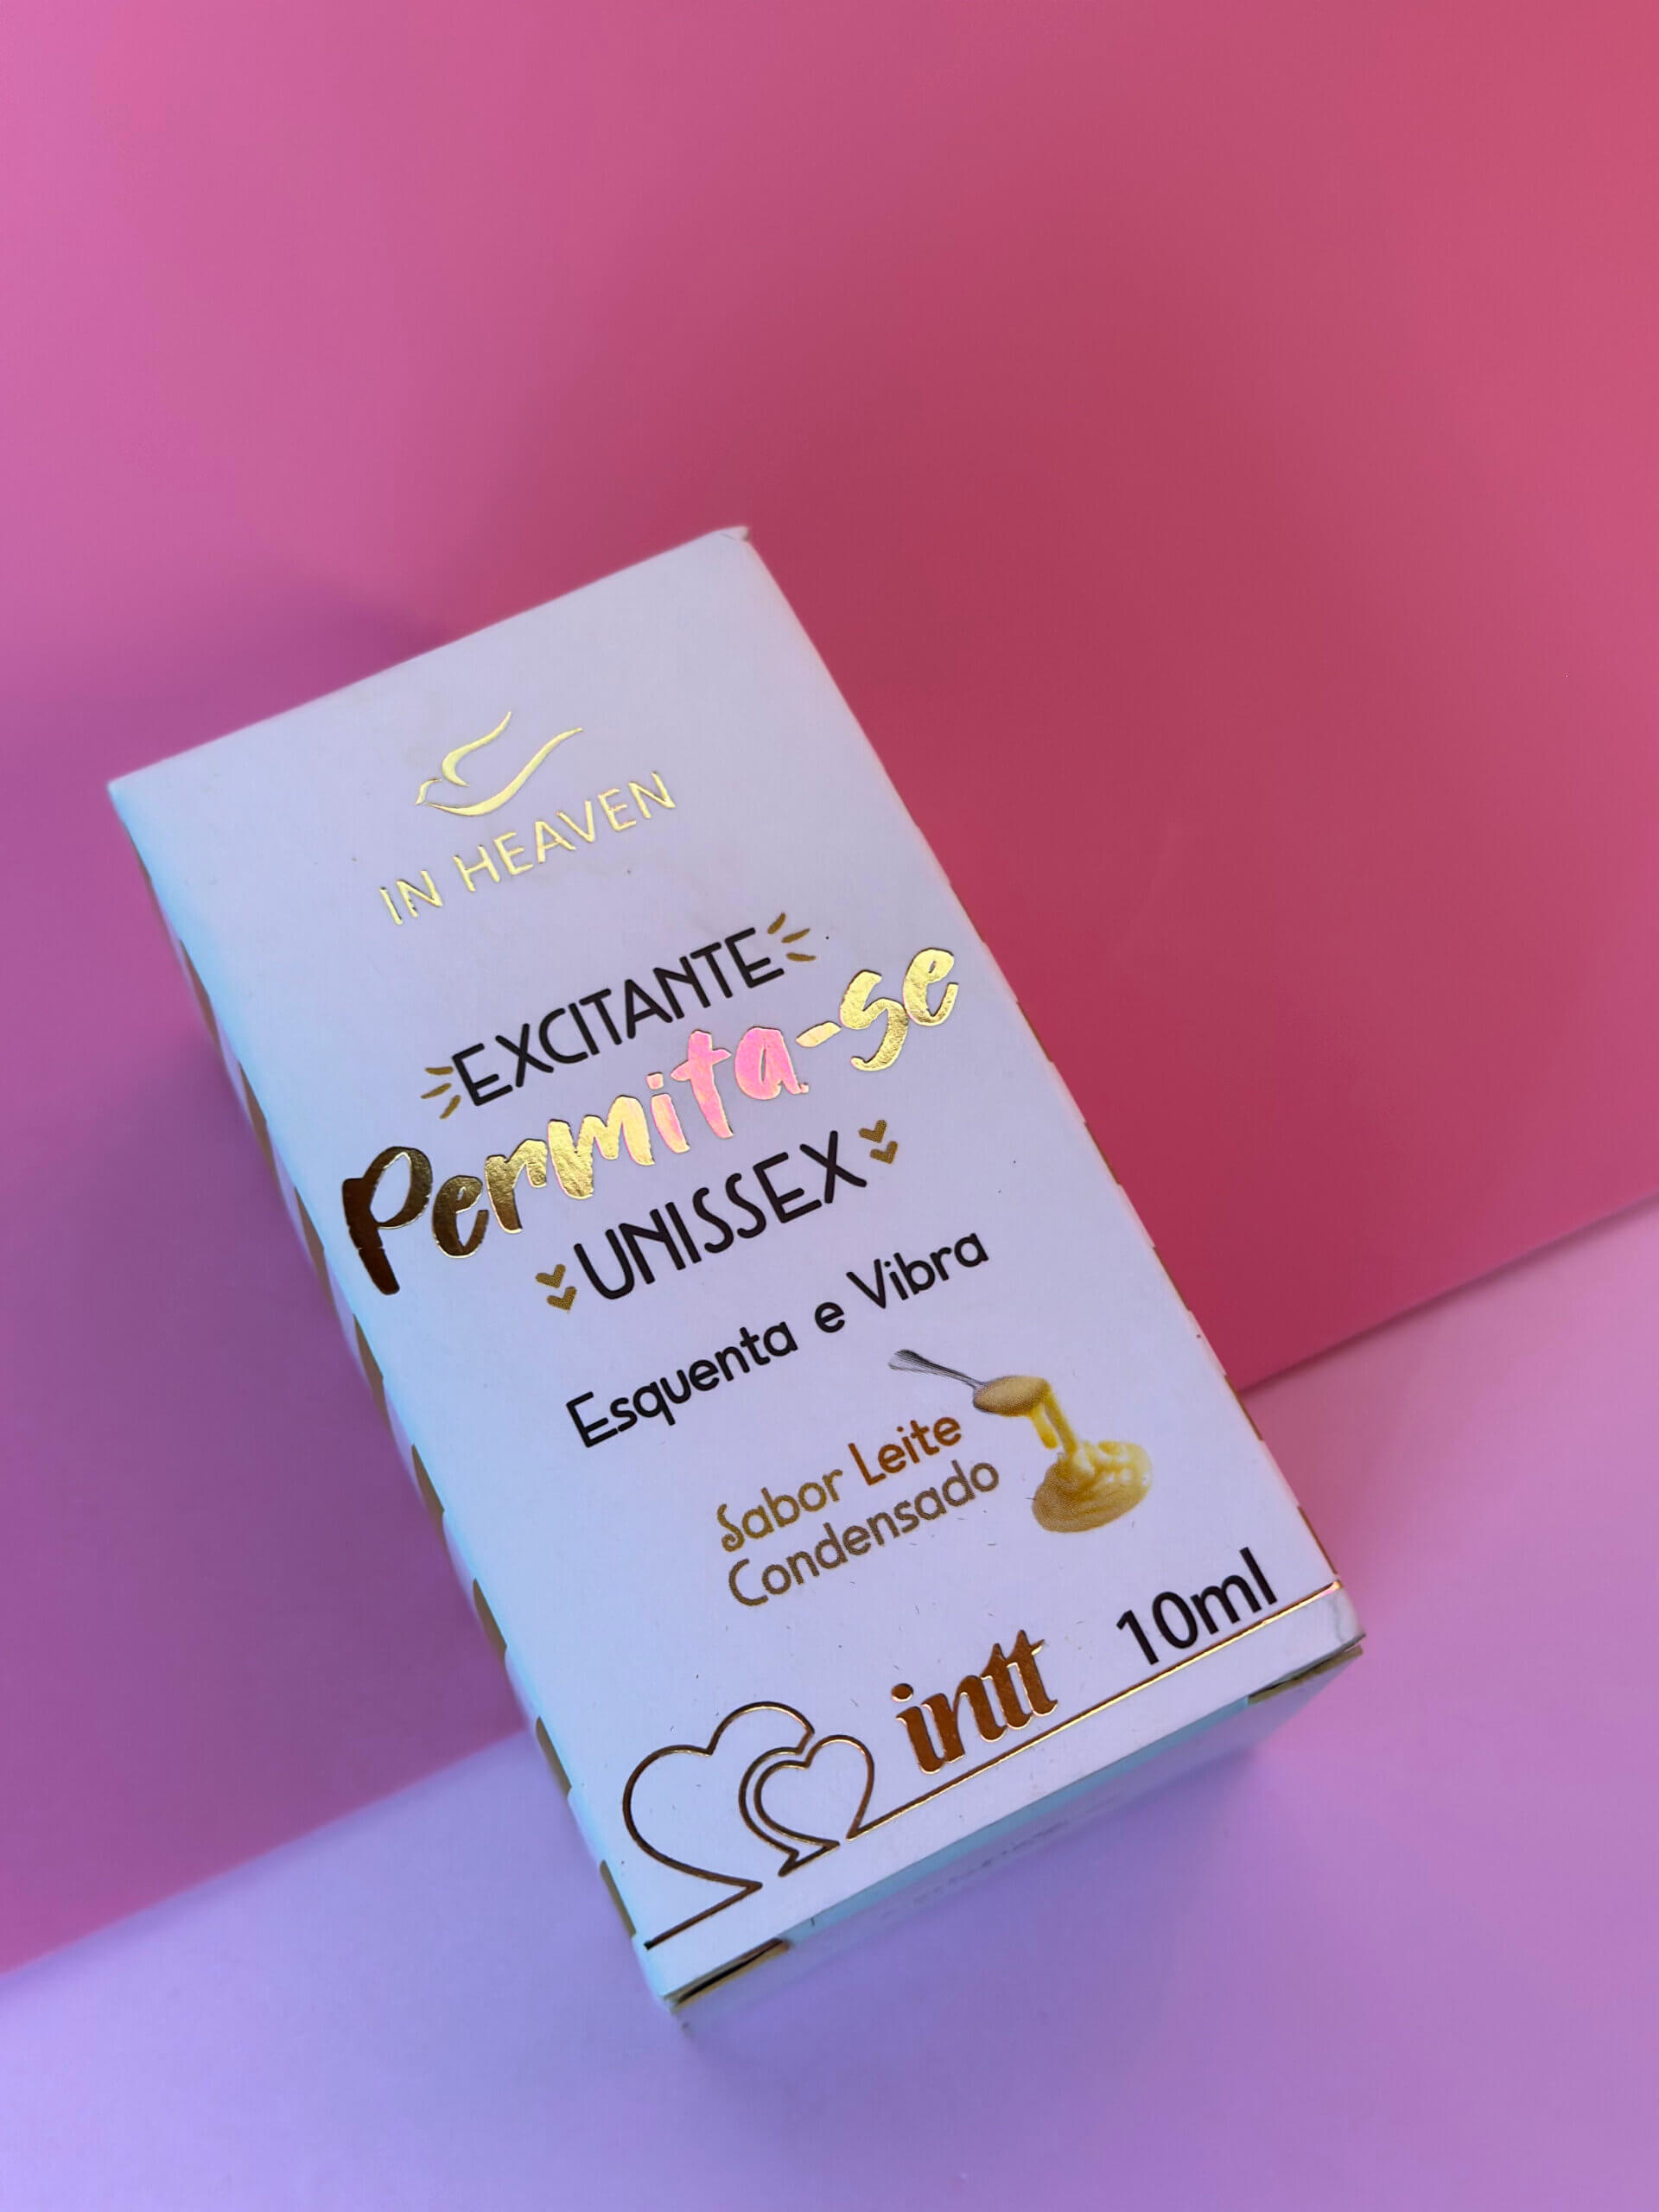 IN HEAVEN
EXCITANTE
Permita-se
UNISSEX
Esquenta e Vibra
Sabor Leite
Condensado
10ml
intt